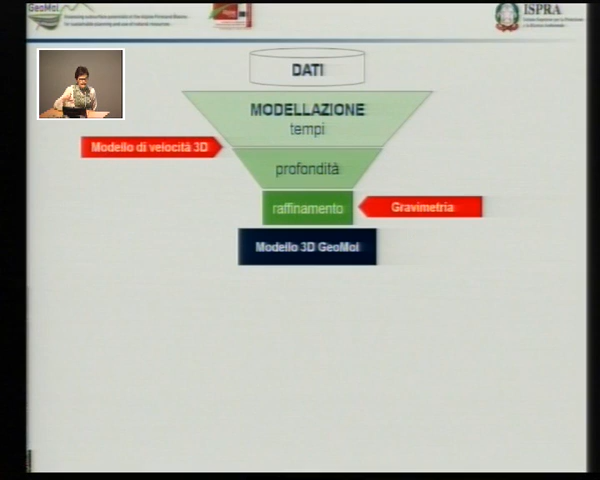 GeoMol
ISPRA
DATI
MODELLAZIONE
tempi
Modello di velocità 3D
profondità
raffinamento
Gravimetria
Modello 3D GeoMol